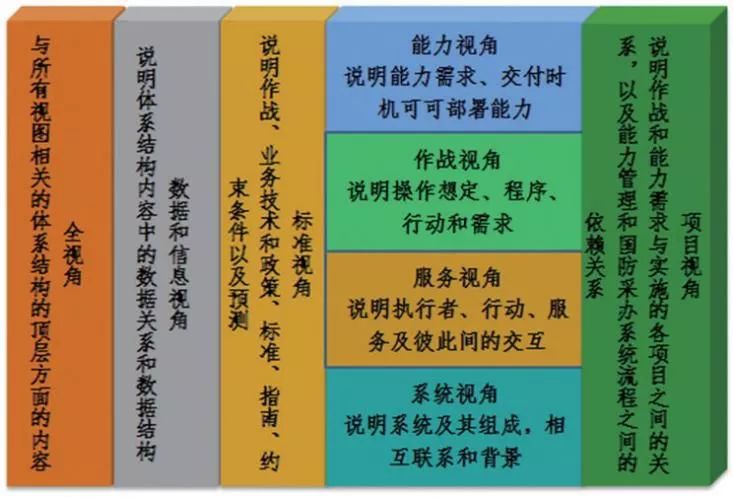 全视角
与所有视图相关的体系结构的顶层方面的内容
数据和信息视角
说明体系结构内容中的数据关系和数据结构
标准视角
说明作战、业务技术和政策、标准、指南、约
束条件以及预测
能力视角
说明能力需求、交付时
机可可部署能力
作战视角
说明操作想定、程序、
行动和需求
服务视角
说明执行者、行动、服
务及彼此间的交互
系统视角
说明系统及其组成，相
互联系和背景
项目视角
说明作战和能力需求与实施的各项目之间的关
系，以及能力管理和国防采办系统流程之间的
依赖关系